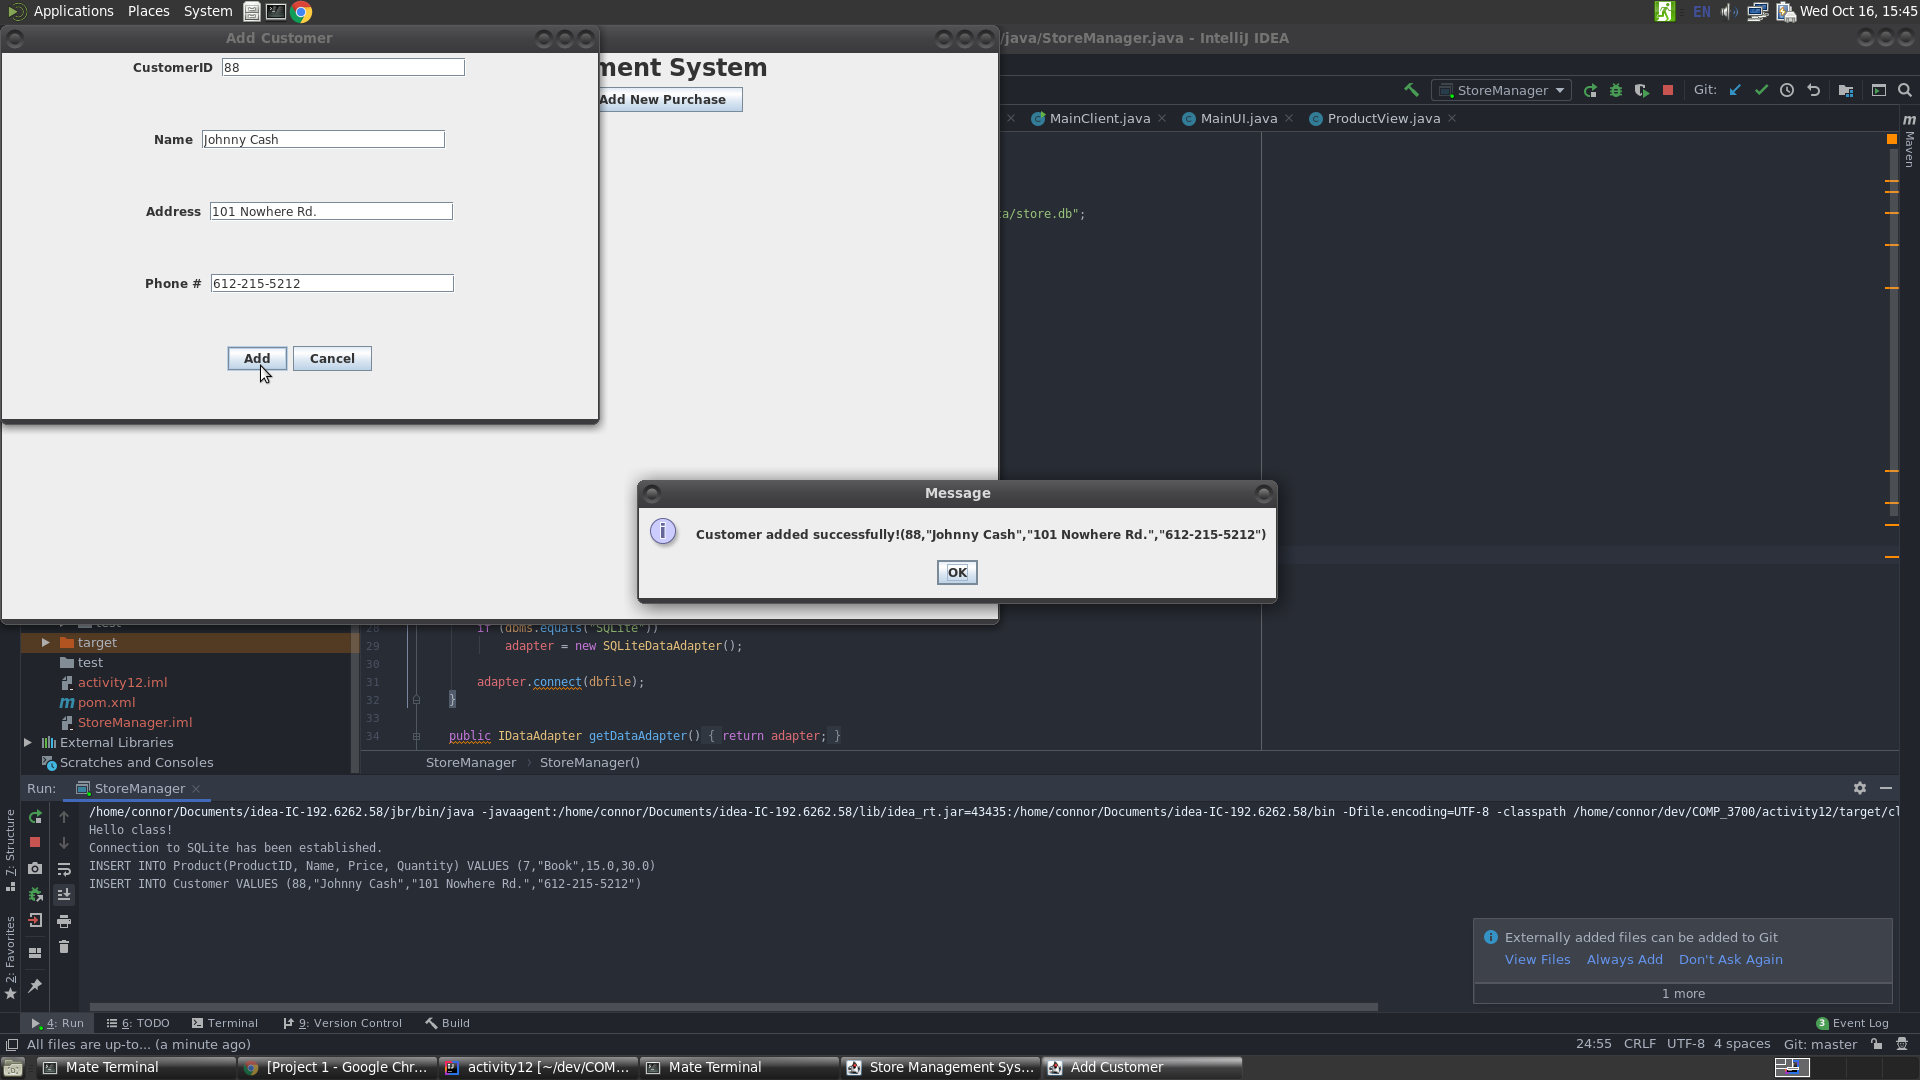 Applications Places System
EN Wed Oct 16, 15:45
Add Customer
CustomerID 88
Name Johnny Cash
Address 101 Nowhere Rd.
Phone # 612-215-5212
Add Cancel
ment System
Add New Purchase
/java/StoreManager.java - IntelliJ IDEA
StoreManager Git:
MainClient.java MainUI.java ProductView.java
m Maven
a/store.db";
Message
Customer added successfully!(88,"Johnny Cash","101 Nowhere Rd.","612-215-5212")
OK
test
target
test
activity12.iml
m pom.xml
StoreManager.iml
External Libraries
Scratches and Consoles
28 if (dbms.equals("SQLite"))
29 adapter = new SQLiteDataAdapter();
30
31 adapter.connect(dbfile);
32 }
33
34 public IDataAdapter getDataAdapter() { return adapter; }
StoreManager › StoreManager()
Run: StoreManager
/home/connor/Documents/idea-IC-192.6262.58/jbr/bin/java -javaagent:/home/connor/Documents/idea-IC-192.6262.58/lib/idea_rt.jar=43435:/home/connor/Documents/idea-IC-192.6262.58/bin -Dfile.encoding=UTF-8 -classpath /home/connor/dev/COMP_3700/activity12/target/cl
Hello class!
Connection to SQLite has been established.
INSERT INTO Product(ProductID, Name, Price, Quantity) VALUES (7,"Book",15.0,30.0)
INSERT INTO Customer VALUES (88,"Johnny Cash","101 Nowhere Rd.","612-215-5212")
7: Structure
2: Favorites
Externally added files can be added to Git
View Files Always Add Don't Ask Again
1 more
4: Run 6: TODO Terminal 9: Version Control Build
3 Event Log
All files are up-to... (a minute ago)
24:55 CRLF UTF-8 4 spaces Git: master
Mate Terminal [Project 1 - Google Chr... activity12 [~/dev/COM... Mate Terminal Store Management Sys... Add Customer